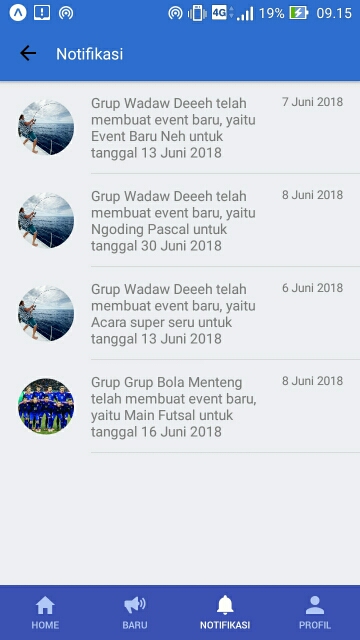 4G
19%
09.15
Notifikasi
Grup Wadaw Deeeh telah
membuat event baru, yaitu
Event Baru Neh untuk
tanggal 13 Juni 2018
7 Juni 2018
Grup Wadaw Deeeh telah
membuat event baru, yaitu
Ngoding Pascal untuk
tanggal 30 Juni 2018
8 Juni 2018
Grup Wadaw Deeeh telah
membuat event baru, yaitu
Acara super seru untuk
tanggal 13 Juni 2018
6 Juni 2018
Grup Grup Bola Menteng
telah membuat event baru,
yaitu Main Futsal untuk
tanggal 16 Juni 2018
8 Juni 2018
HOME
BARU
NOTIFIKASI
PROFIL